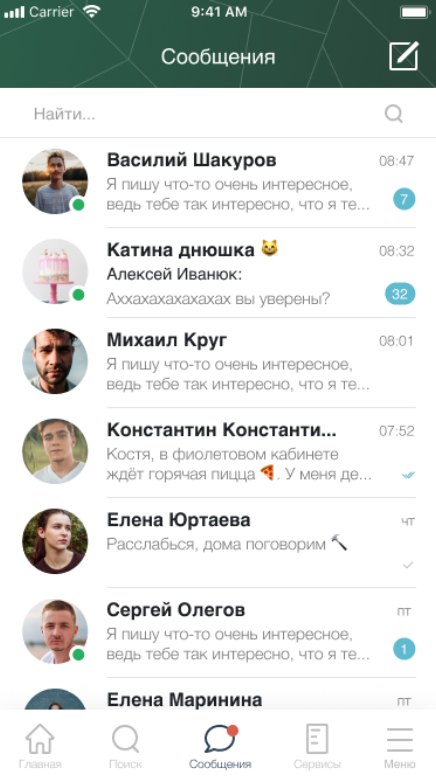 Carrier 9:41 AM
Сообщения
Найти...
Василий Шакуров 08:47
Я пишу что-то очень интересное,
ведь тебе так интересно, что я те... 7
Катина днюшка 😺 08:32
Алексей Иванюк:
Аххахахахахахах вы уверены? 32
Михаил Круг 08:01
Я пишу что-то очень интересное,
ведь тебе так интересно, что я те...
Константин Константи... 07:52
Костя, в фиолетовом кабинете
ждёт горячая пицца 🍕. У меня де...
Елена Юртаева чт
Расслабься, дома поговорим 🔨
Сергей Олегов пт
Я пишу что-то очень интересное,
ведь тебе так интересно, что я те... 1
Елена Маринина пт
Главная Поиск Сообщения Сервисы Меню